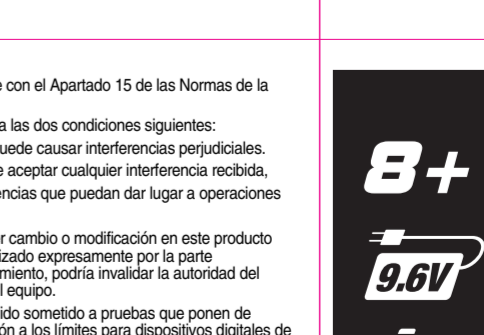 e con el Apartado 15 de las Normas de la
a las dos condiciones siguientes:
uede causar interferencias perjudiciales.
e aceptar cualquier interferencia recibida,
encias que puedan dar lugar a operaciones
r cambio o modificación en este producto
izado expresamente por la parte
miento, podría invalidar la autoridad del
l equipo.
ido sometido a pruebas que ponen de
ón a los límites para dispositivos digitales de
8+
9.6V